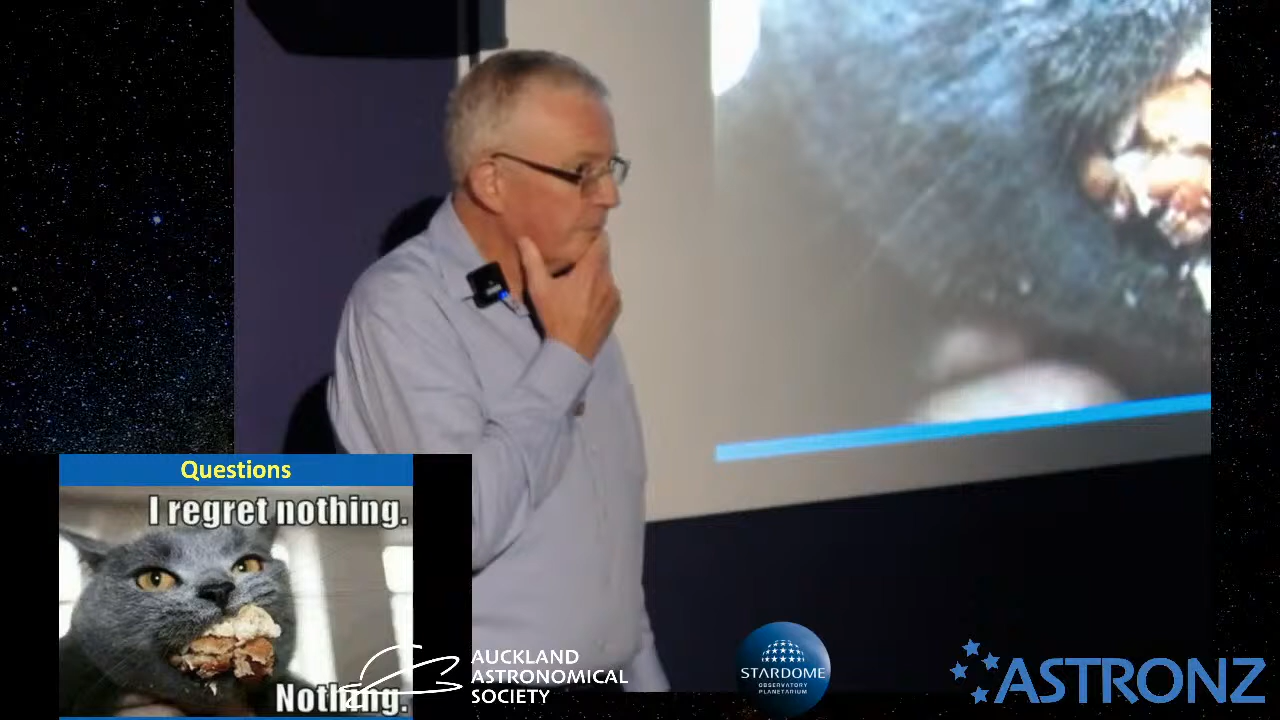 Questions
I regret nothing.
Nothing.
AUCKLAND
ASTRONOMICAL
SOCIETY
STARDOME
OBSERVATORY
PLANETARIUM
ASTRONZ